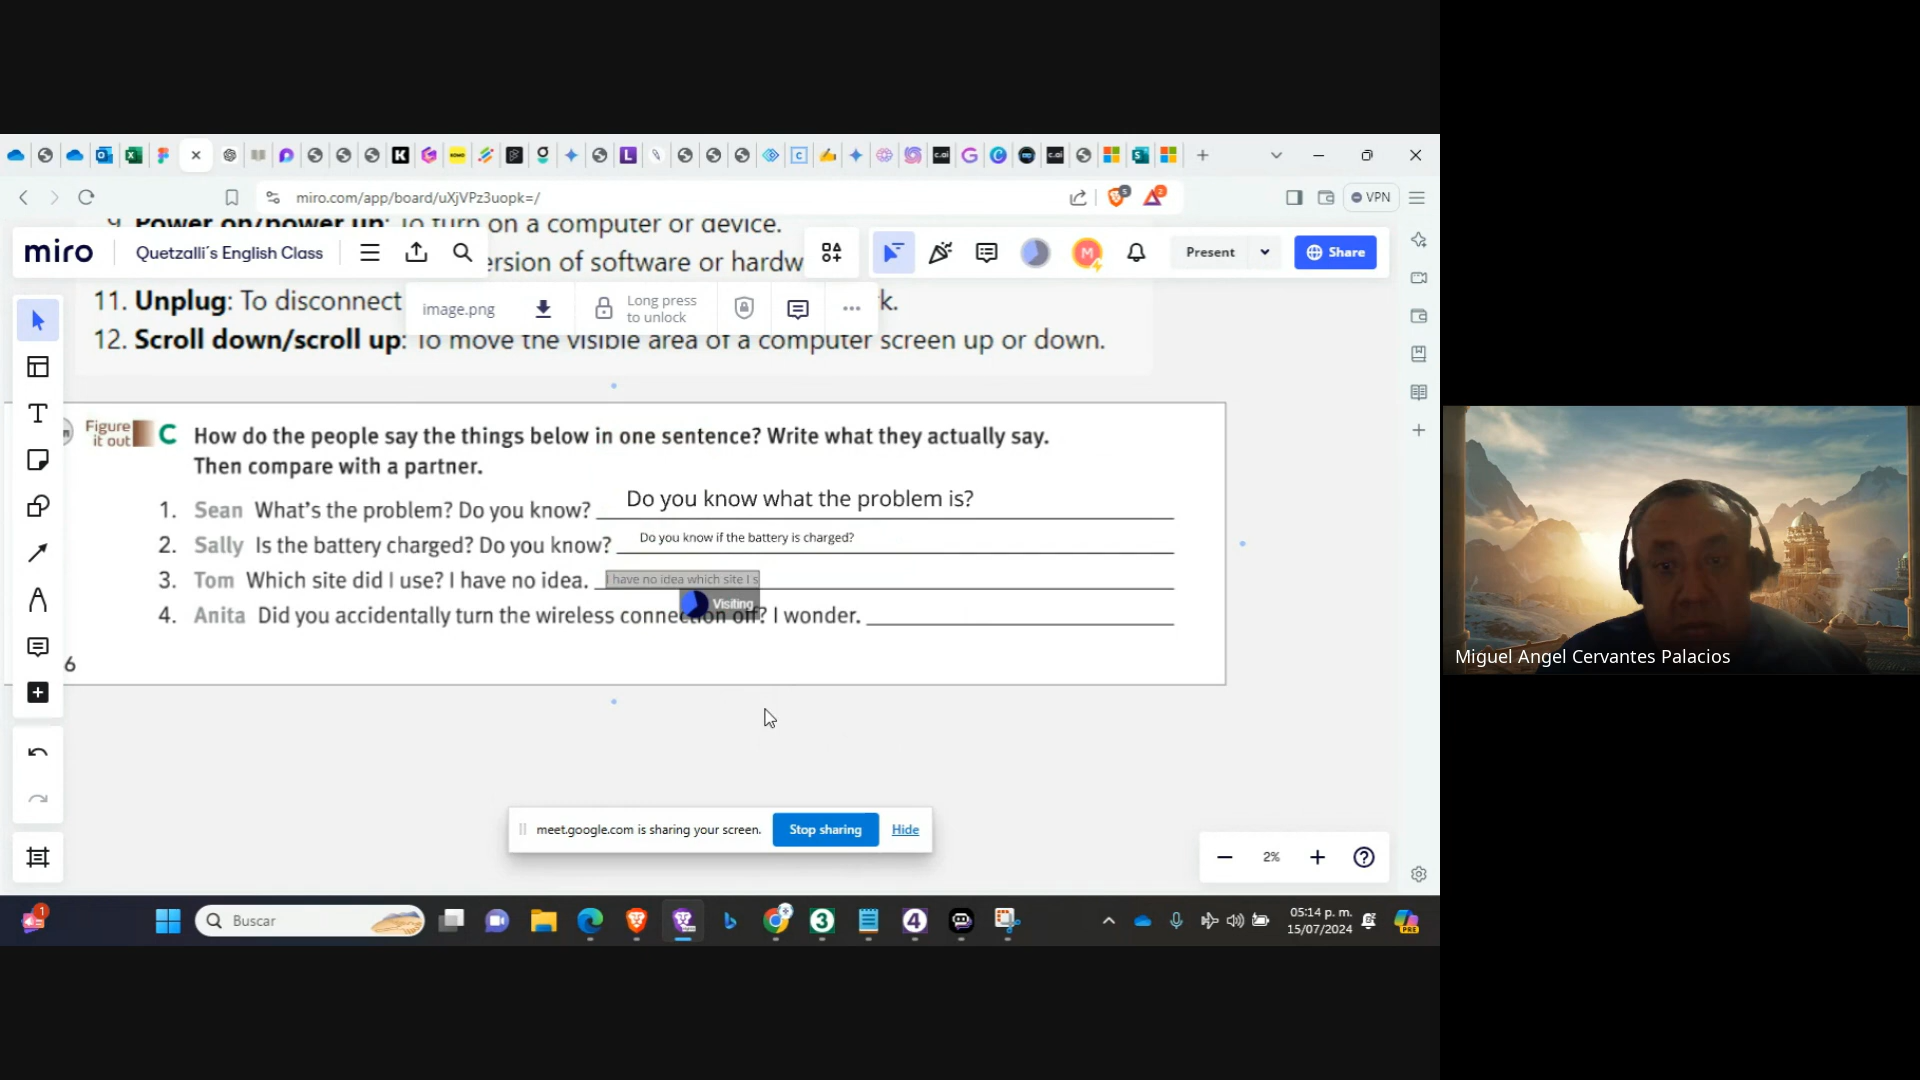 miro.com/app/board/uXjVPz3uopk=/
VPN
9. Power on/power up: To turn on a computer or device.
miro
Quetzalli´s English Class
ersion of software or hardw
Present
Share
11. Unplug: To disconnect
k.
image.png
Long press
to unlock
12. Scroll down/scroll up: To move the visible area of a computer screen up or down.
Figure
it out
C How do the people say the things below in one sentence? Write what they actually say.
Then compare with a partner.
1. Sean What's the problem? Do you know? Do you know what the problem is?
2. Sally Is the battery charged? Do you know? Do you know if the battery is charged?
3. Tom Which site did I use? I have no idea. I have no idea which site I s
Visiting
4. Anita Did you accidentally turn the wireless connection off? I wonder.
6
Miguel Angel Cervantes Palacios
meet.google.com is sharing your screen.
Stop sharing
Hide
2%
Buscar
05:14 p. m.
15/07/2024